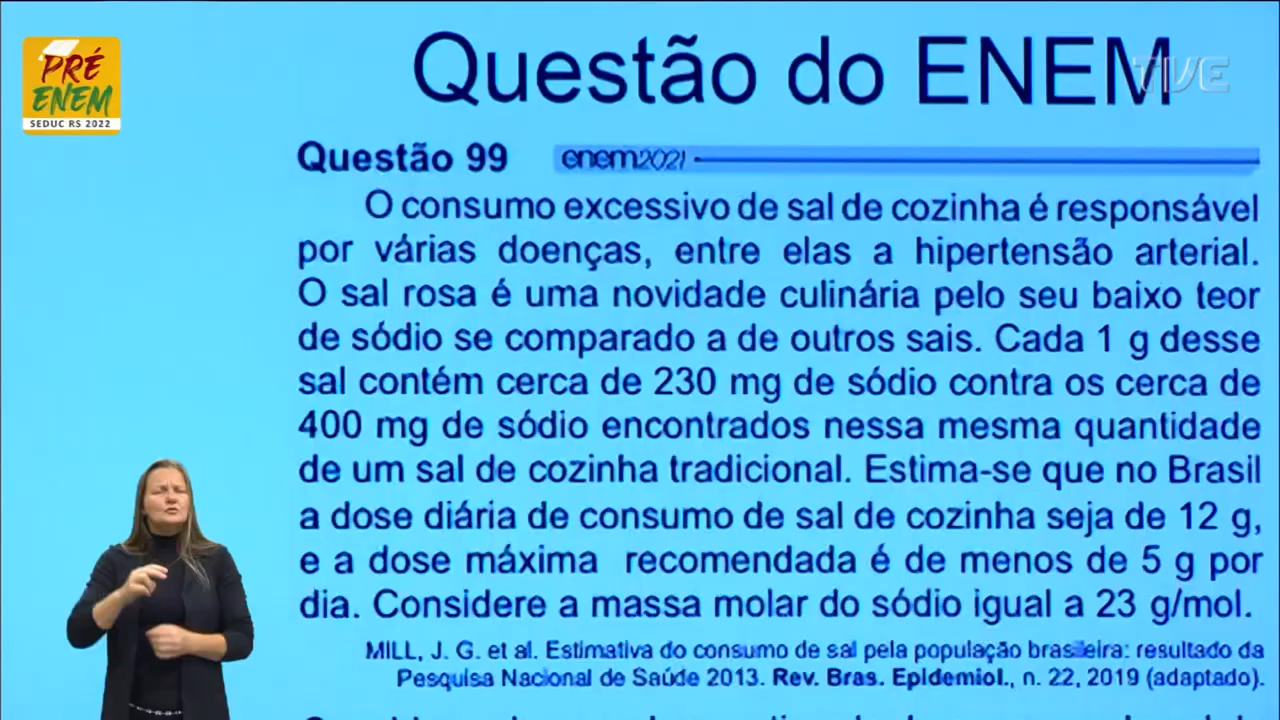 PRÉ
ENEM
SEDUC RS 2022
Questão do ENEM
TVE
Questão 99
enem2021
O consumo excessivo de sal de cozinha é responsável
por várias doenças, entre elas a hipertensão arterial.
O sal rosa é uma novidade culinária pelo seu baixo teor
de sódio se comparado a de outros sais. Cada 1 g desse
sal contém cerca de 230 mg de sódio contra os cerca de
400 mg de sódio encontrados nessa mesma quantidade
de um sal de cozinha tradicional. Estima-se que no Brasil
a dose diária de consumo de sal de cozinha seja de 12 g,
e a dose máxima recomendada é de menos de 5 g por
dia. Considere a massa molar do sódio igual a 23 g/mol.
MILL, J. G. et al. Estimativa do consumo de sal pela população brasileira: resultado da
Pesquisa Nacional de Saúde 2013. Rev. Bras. Epidemiol., n. 22, 2019 (adaptado).